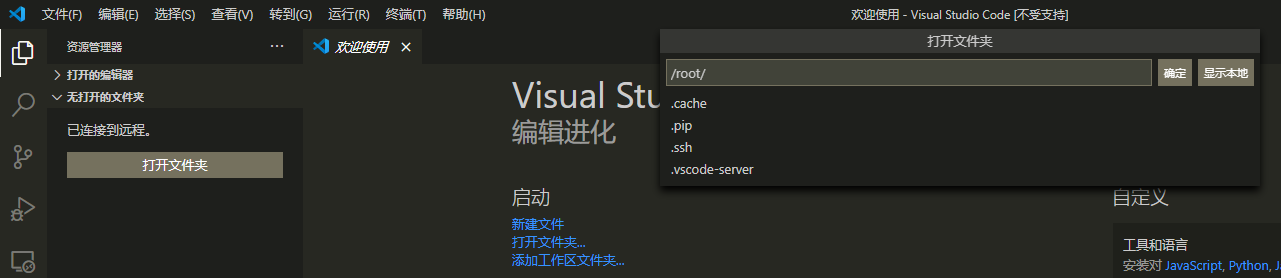 文件(F) 编辑(E) 选择(S) 查看(V) 转到(G) 运行(R) 终端(T) 帮助(H) 欢迎使用 - Visual Studio Code [不受支持]
资源管理器 ···
欢迎使用
打开的编辑器
无打开的文件夹
已连接到远程。
打开文件夹
打开文件夹
/root/ 确定 显示本地
.cache
.pip
.ssh
.vscode-server
Visual Stu
编辑进化
启动
新建文件
打开文件夹...
添加工作区文件夹...
自定义
工具和语言
安装对 JavaScript, Python, J